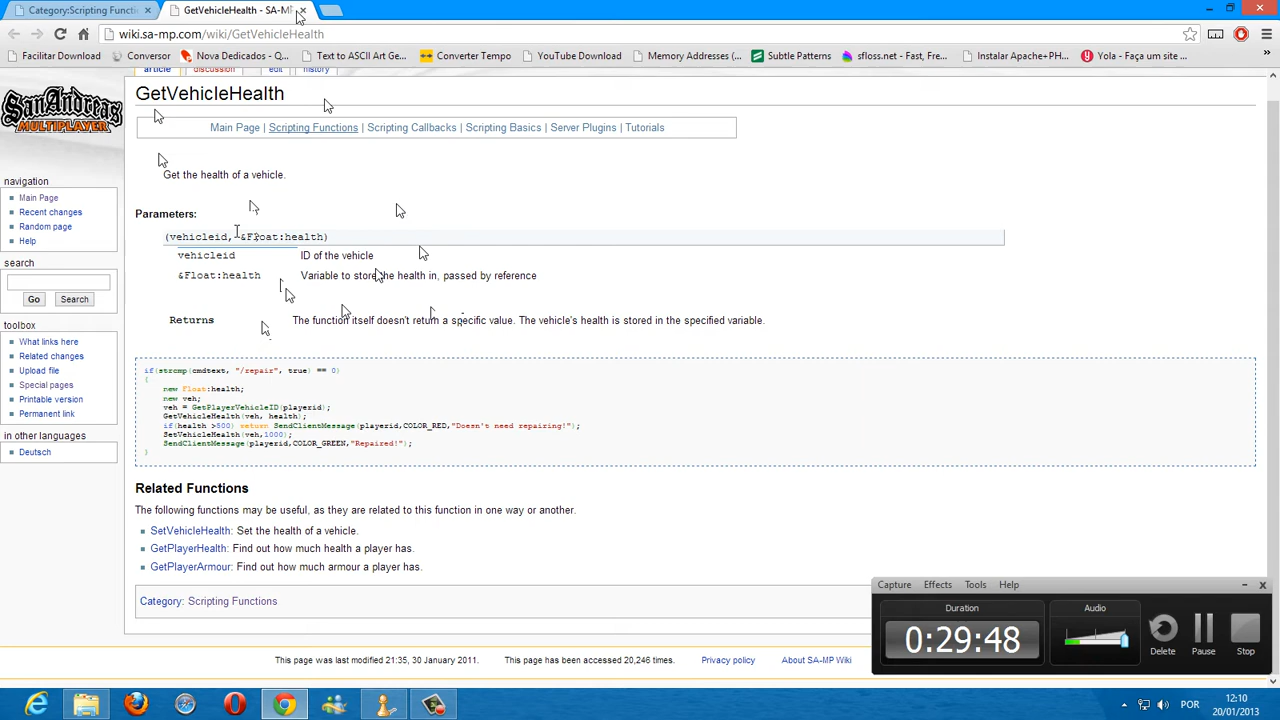 Category:Scripting Functi
GetVehicleHealth - SA-M
wiki.sa-mp.com/wiki/GetVehicleHealth
Facilitar Download
Conversor
Nova Dedicados - Q...
Text to ASCII Art Ge...
Converter Tempo
YouTube Download
Memory Addresses (...
Subtle Patterns
sfloss.net - Fast, Fre...
Instalar Apache+PH...
Yola - Faça um site ...
article
discussion
edit
history
SAN ANDREAS
MULTIPLAYER
GetVehicleHealth
Main Page | Scripting Functions | Scripting Callbacks | Scripting Basics | Server Plugins | Tutorials
Get the health of a vehicle.
Parameters:
(vehicleid, &Float:health)
vehicleid ID of the vehicle
&Float:health Variable to store the health in, passed by reference
Returns The function itself doesn't return a specific value. The vehicle's health is stored in the specified variable.
if(strcmp(cmdtext, "/repair", true) == 0)
{
new Float:health;
new veh;
veh = GetPlayerVehicleID(playerid);
GetVehicleHealth(veh, health);
if(health >500) return SendClientMessage(playerid,COLOR_RED,"Doesn't need repairing!");
SetVehicleHealth(veh,1000);
SendClientMessage(playerid,COLOR_GREEN,"Repaired!");
}
Related Functions
The following functions may be useful, as they are related to this function in one way or another.
SetVehicleHealth: Set the health of a vehicle.
GetPlayerHealth: Find out how much health a player has.
GetPlayerArmour: Find out how much armour a player has.
Category: Scripting Functions
This page was last modified 21:35, 30 January 2011.
This page has been accessed 20,246 times.
Privacy policy
About SA-MP Wiki
navigation
Main Page
Recent changes
Random page
Help
search
Go
Search
toolbox
What links here
Related changes
Upload file
Special pages
Printable version
Permanent link
in other languages
Deutsch
Capture Effects Tools Help
Duration
0:29:48
Audio
Delete
Pause
Stop
POR
12:10
20/01/2013